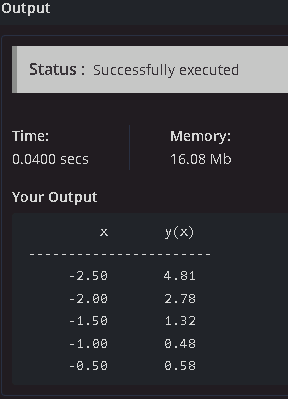 Output
Status : Successfully executed
Time: Memory:
0.0400 secs 16.08 Mb
Your Output
x y(x)
-----------------------
-2.50 4.81
-2.00 2.78
-1.50 1.32
-1.00 0.48
-0.50 0.58